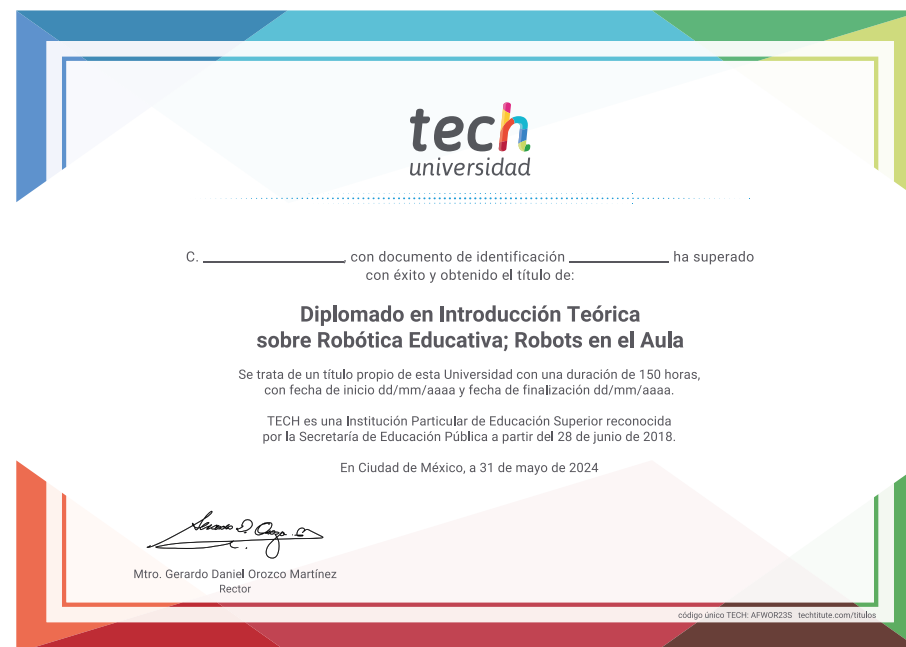 tech
universidad
C. ____________, con documento de identificación ____________ ha superado
con éxito y obtenido el título de:
Diplomado en Introducción Teórica
sobre Robótica Educativa; Robots en el Aula
Se trata de un título propio de esta Universidad con una duración de 150 horas,
con fecha de inicio dd/mm/aaaa y fecha de finalización dd/mm/aaaa.
TECH es una Institución Particular de Educación Superior reconocida
por la Secretaría de Educación Pública a partir del 28 de junio de 2018.
En Ciudad de México, a 31 de mayo de 2024
Mtro. Gerardo Daniel Orozco Martínez
Rector
código único TECH: AFWOR23S techtitute.com/titulos